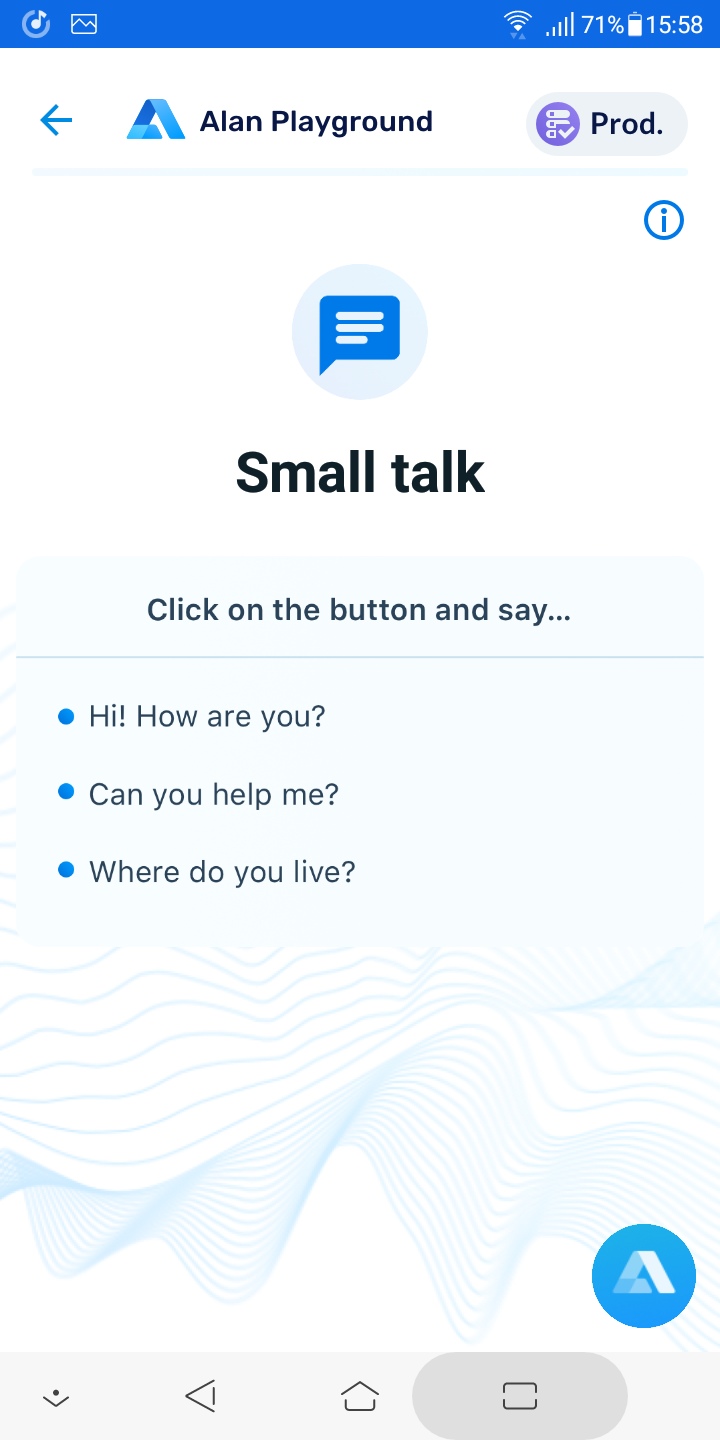 71% 15:58
Alan Playground
Prod.
Small talk
Click on the button and say...
Hi! How are you?
Can you help me?
Where do you live?